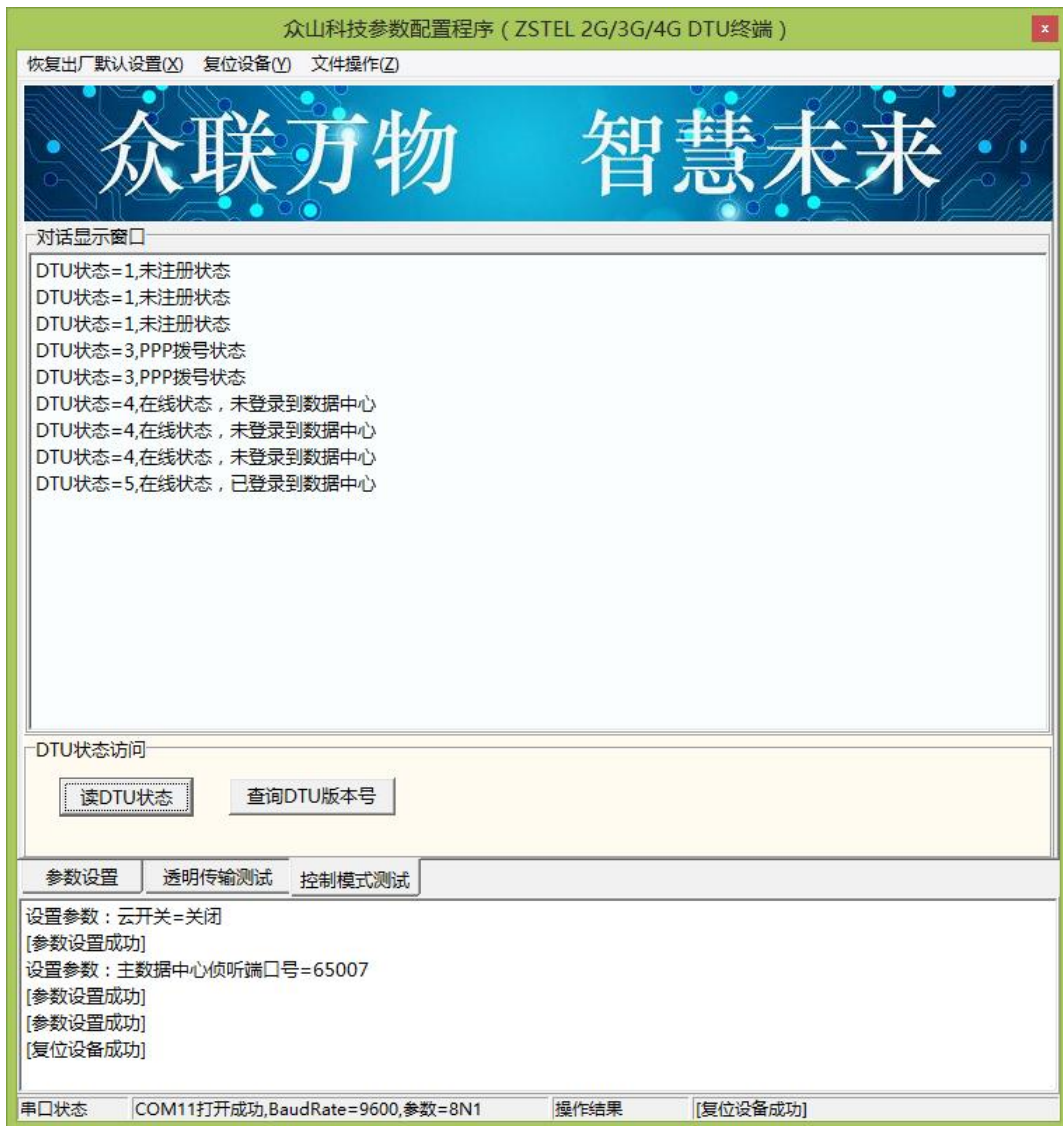 众山科技参数配置程序（ZSTEL 2G/3G/4G DTU终端）
x
恢复出厂默认设置(X) 复位设备(Y) 文件操作(Z)
众联万物 智慧未来
对话显示窗口
DTU状态=1,未注册状态
DTU状态=1,未注册状态
DTU状态=1,未注册状态
DTU状态=3,PPP拨号状态
DTU状态=3,PPP拨号状态
DTU状态=4,在线状态，未登录到数据中心
DTU状态=4,在线状态，未登录到数据中心
DTU状态=4,在线状态，未登录到数据中心
DTU状态=5,在线状态，已登录到数据中心
DTU状态访问
读DTU状态 查询DTU版本号
参数设置 透明传输测试 控制模式测试
设置参数：云开关=关闭
[参数设置成功]
设置参数：主数据中心侦听端口号=65007
[参数设置成功]
[参数设置成功]
[复位设备成功]
串口状态 COM11打开成功,BaudRate=9600,参数=8N1 操作结果 [复位设备成功]